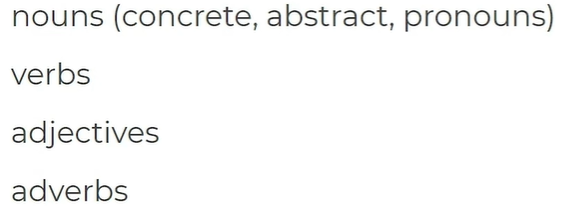 nouns (concrete, abstract, pronouns)
verbs
adjectives
adverbs